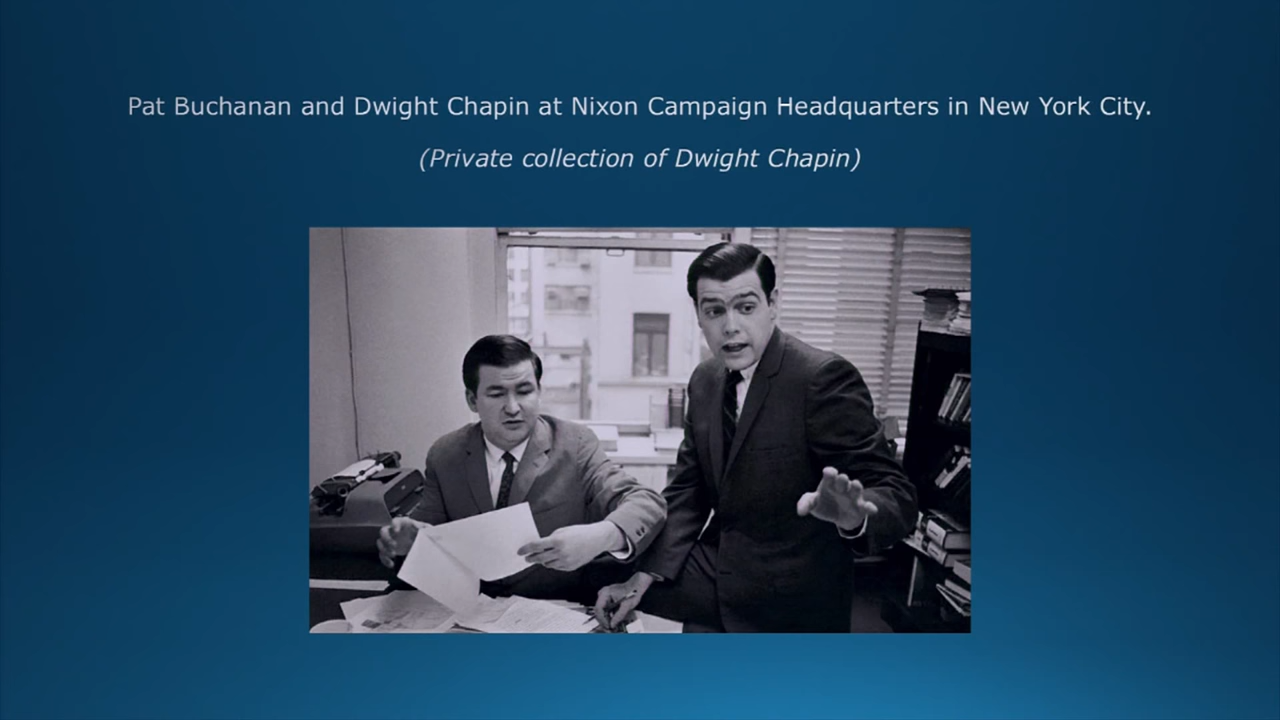 Pat Buchanan and Dwight Chapin at Nixon Campaign Headquarters in New York City.
(Private collection of Dwight Chapin)